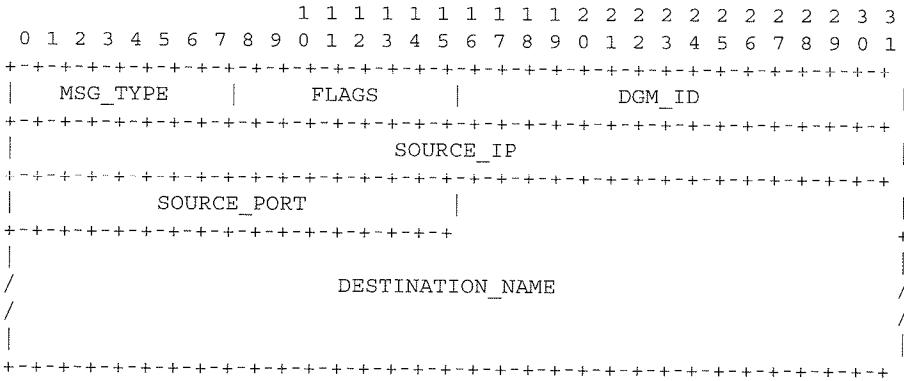 1 1 1 1 1 1 1 1 1 1 2 2 2 2 2 2 2 2 2 2 3 3
 0 1 2 3 4 5 6 7 8 9 0 1 2 3 4 5 6 7 8 9 0 1 2 3 4 5 6 7 8 9 0 1
+-+-+-+-+-+-+-+-+-+-+-+-+-+-+-+-+-+-+-+-+-+-+-+-+-+-+-+-+-+-+-+-+
|   MSG_TYPE    |     FLAGS     |           DGM_ID              |
+-+-+-+-+-+-+-+-+-+-+-+-+-+-+-+-+-+-+-+-+-+-+-+-+-+-+-+-+-+-+-+-+
|                           SOURCE_IP                           |
+-+-+-+-+-+-+-+-+-+-+-+-+-+-+-+-+-+-+-+-+-+-+-+-+-+-+-+-+-+-+-+-+
|          SOURCE_PORT          |                               |
+-+-+-+-+-+-+-+-+-+-+-+-+-+-+-+-+                               +
|                                                               |
/                       DESTINATION_NAME                        /
/                                                               /
|                                                               |
+-+-+-+-+-+-+-+-+-+-+-+-+-+-+-+-+-+-+-+-+-+-+-+-+-+-+-+-+-+-+-+-+